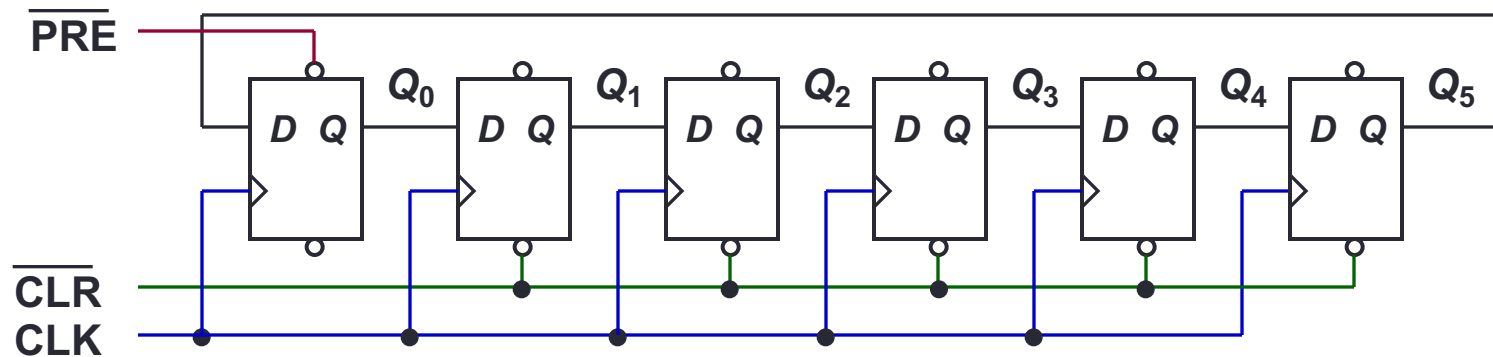 PRE
Q0 Q1 Q2 Q3 Q4 Q5
D Q D Q D Q D Q D Q D Q
CLR
CLK